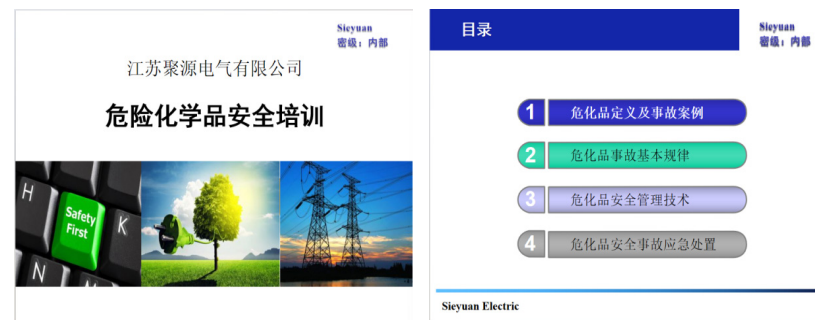 Sieyuan
密级：内部
江苏聚源电气有限公司
危险化学品安全培训
H
Safety
First
K
N
M
目录
Sieyuan
密级：内部
1 危化品定义及事故案例
2 危化品事故基本规律
3 危化品安全管理技术
4 危化品安全事故应急处置
Sieyuan Electric